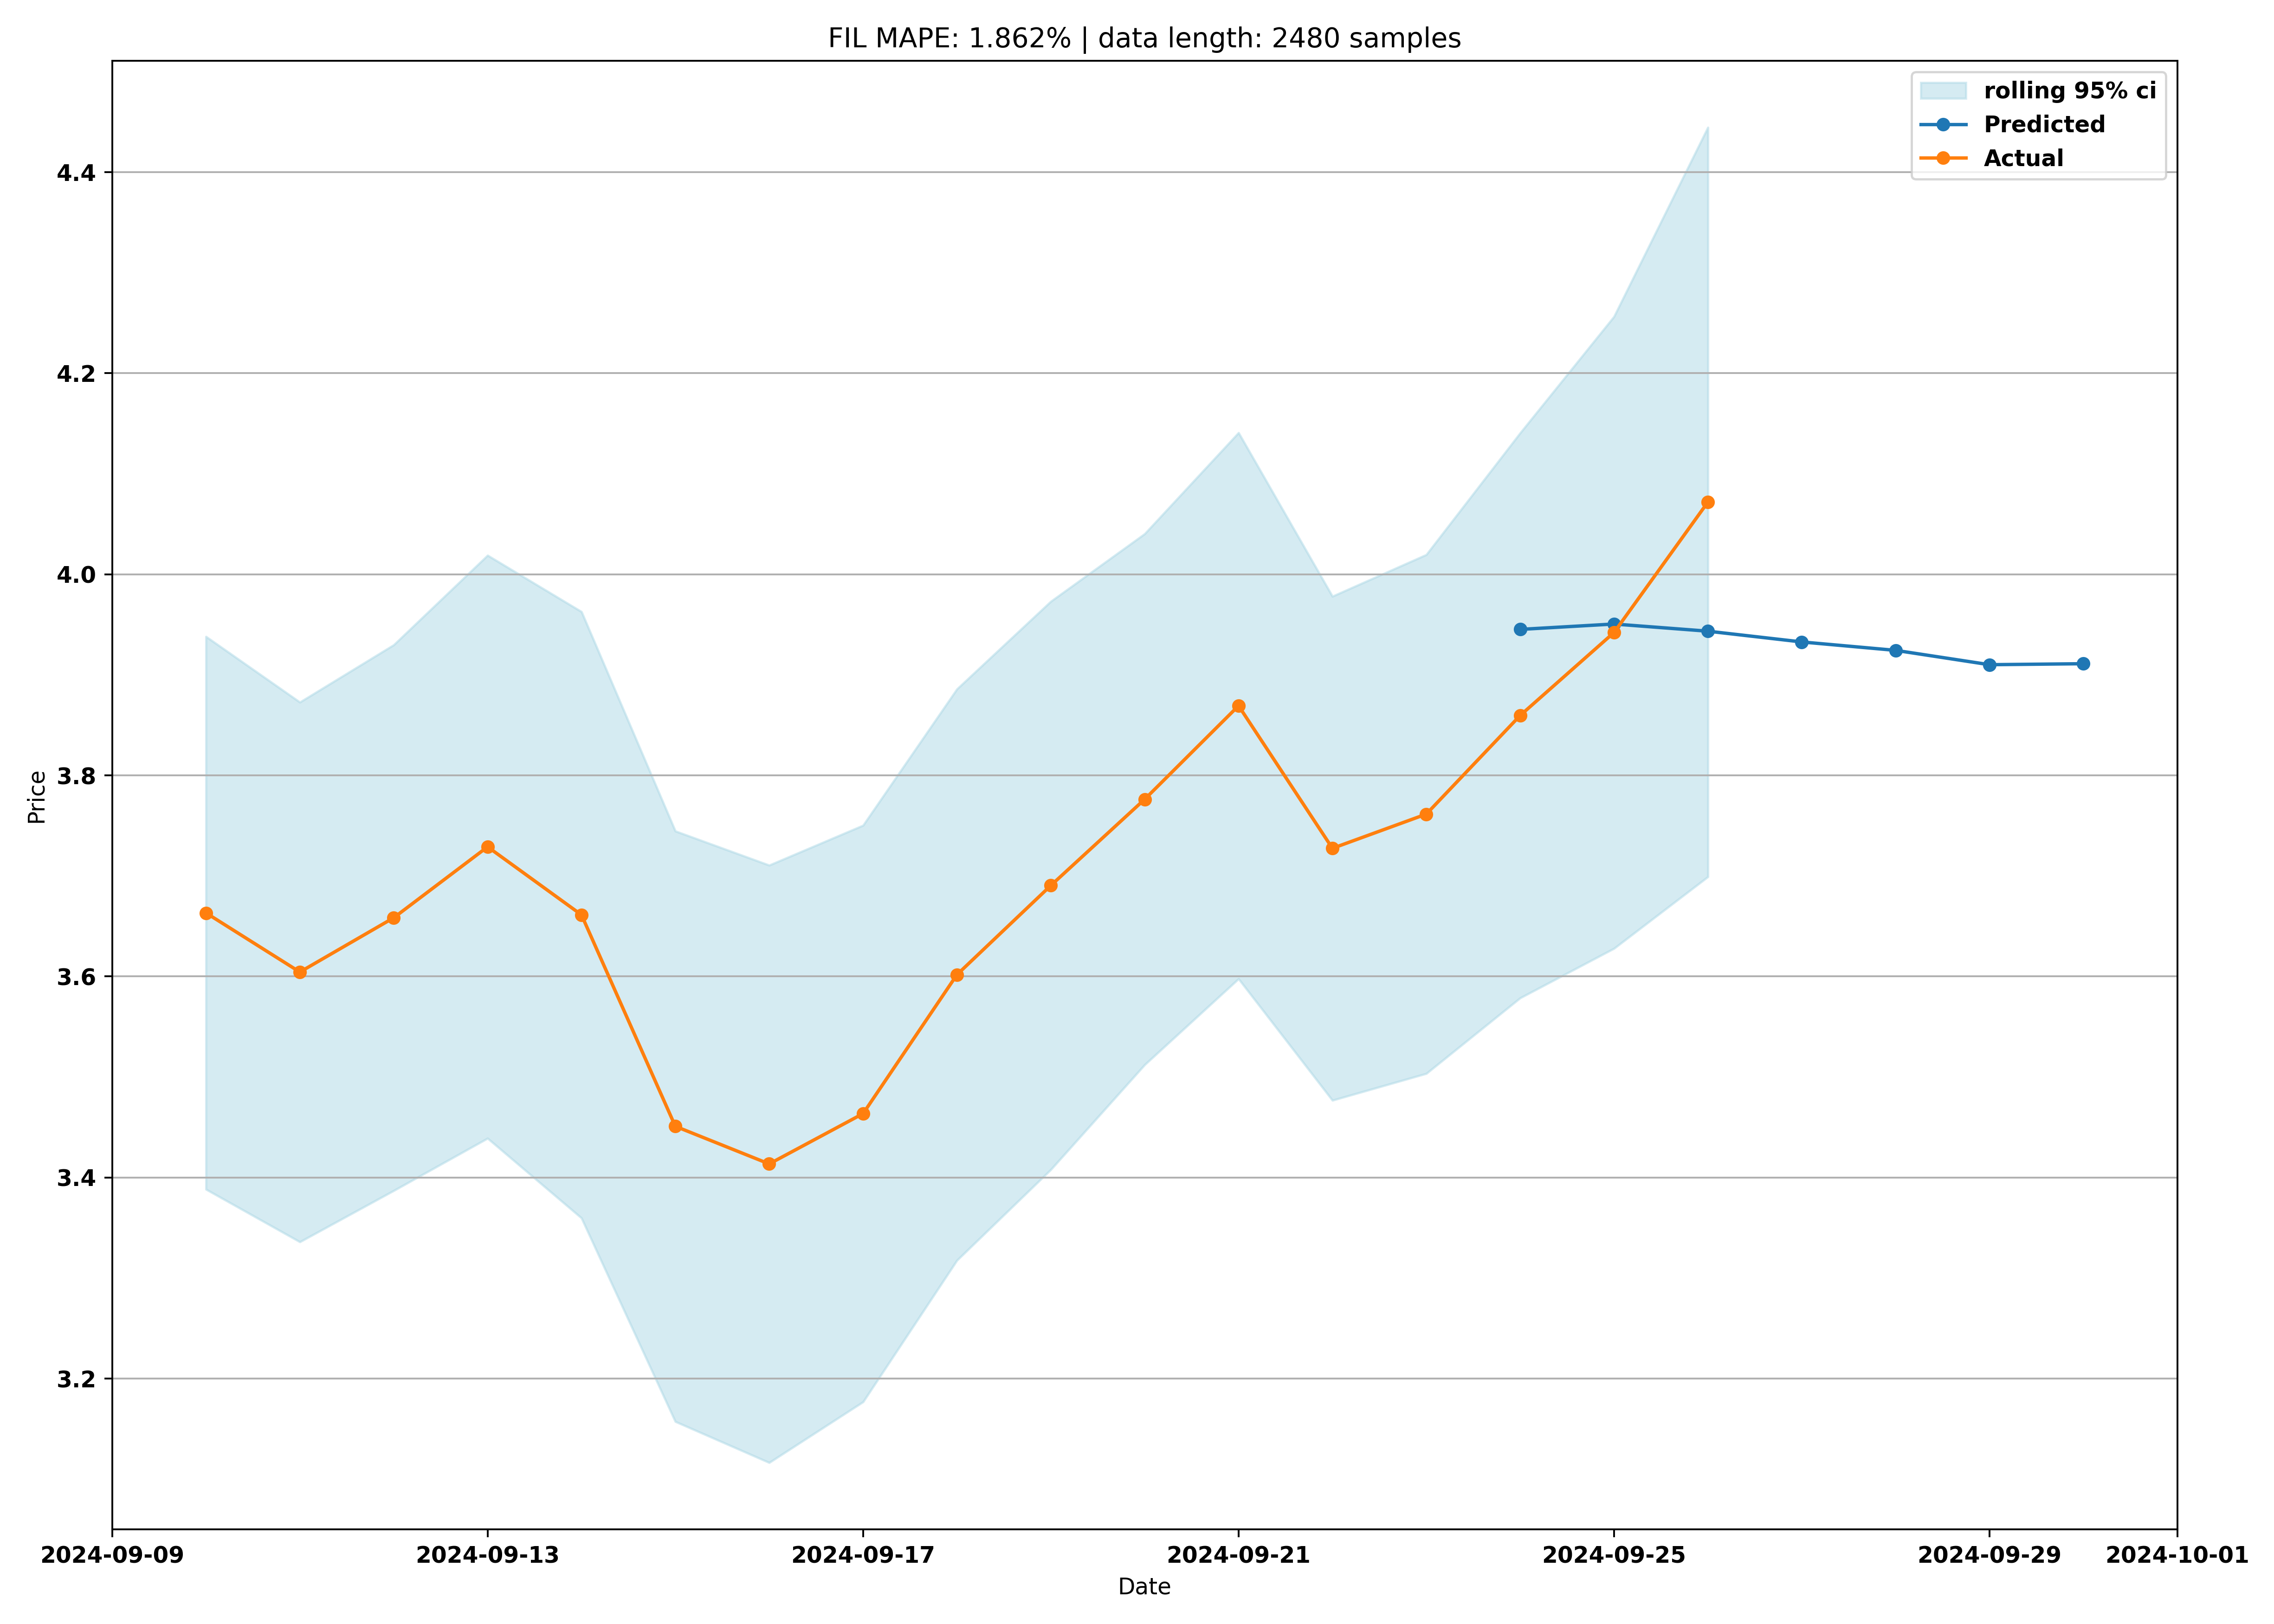 FIL MAPE: 1.862% | data length: 2480 samples
rolling 95% ci
Predicted
Actual
4.4
4.2
4.0
3.8
3.6
3.4
3.2
Price
2024-09-09
2024-09-13
2024-09-17
2024-09-21
2024-09-25
2024-09-29
2024-10-01
Date